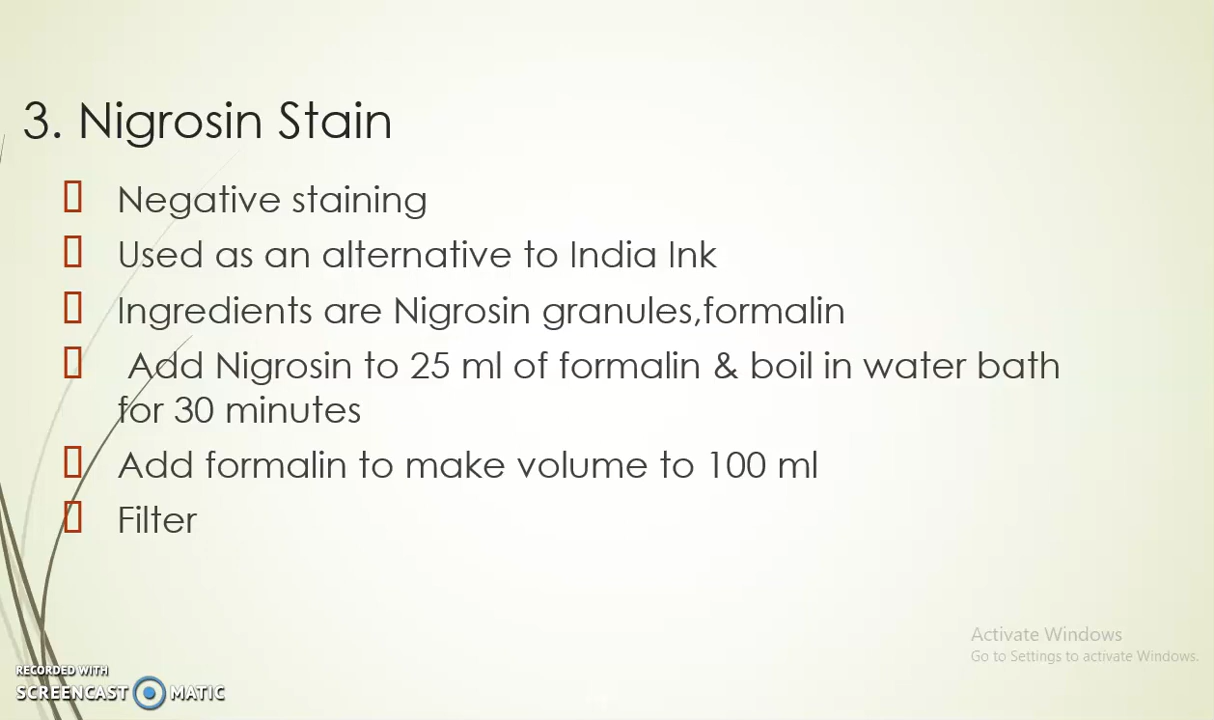 3. Nigrosin Stain
Negative staining
Used as an alternative to India Ink
Ingredients are Nigrosin granules,formalin
Add Nigrosin to 25 ml of formalin & boil in water bath
for 30 minutes
Add formalin to make volume to 100 ml
Filter
Activate Windows
Go to Settings to activate Windows.
RECORDED WITH
SCREENCAST MATIC